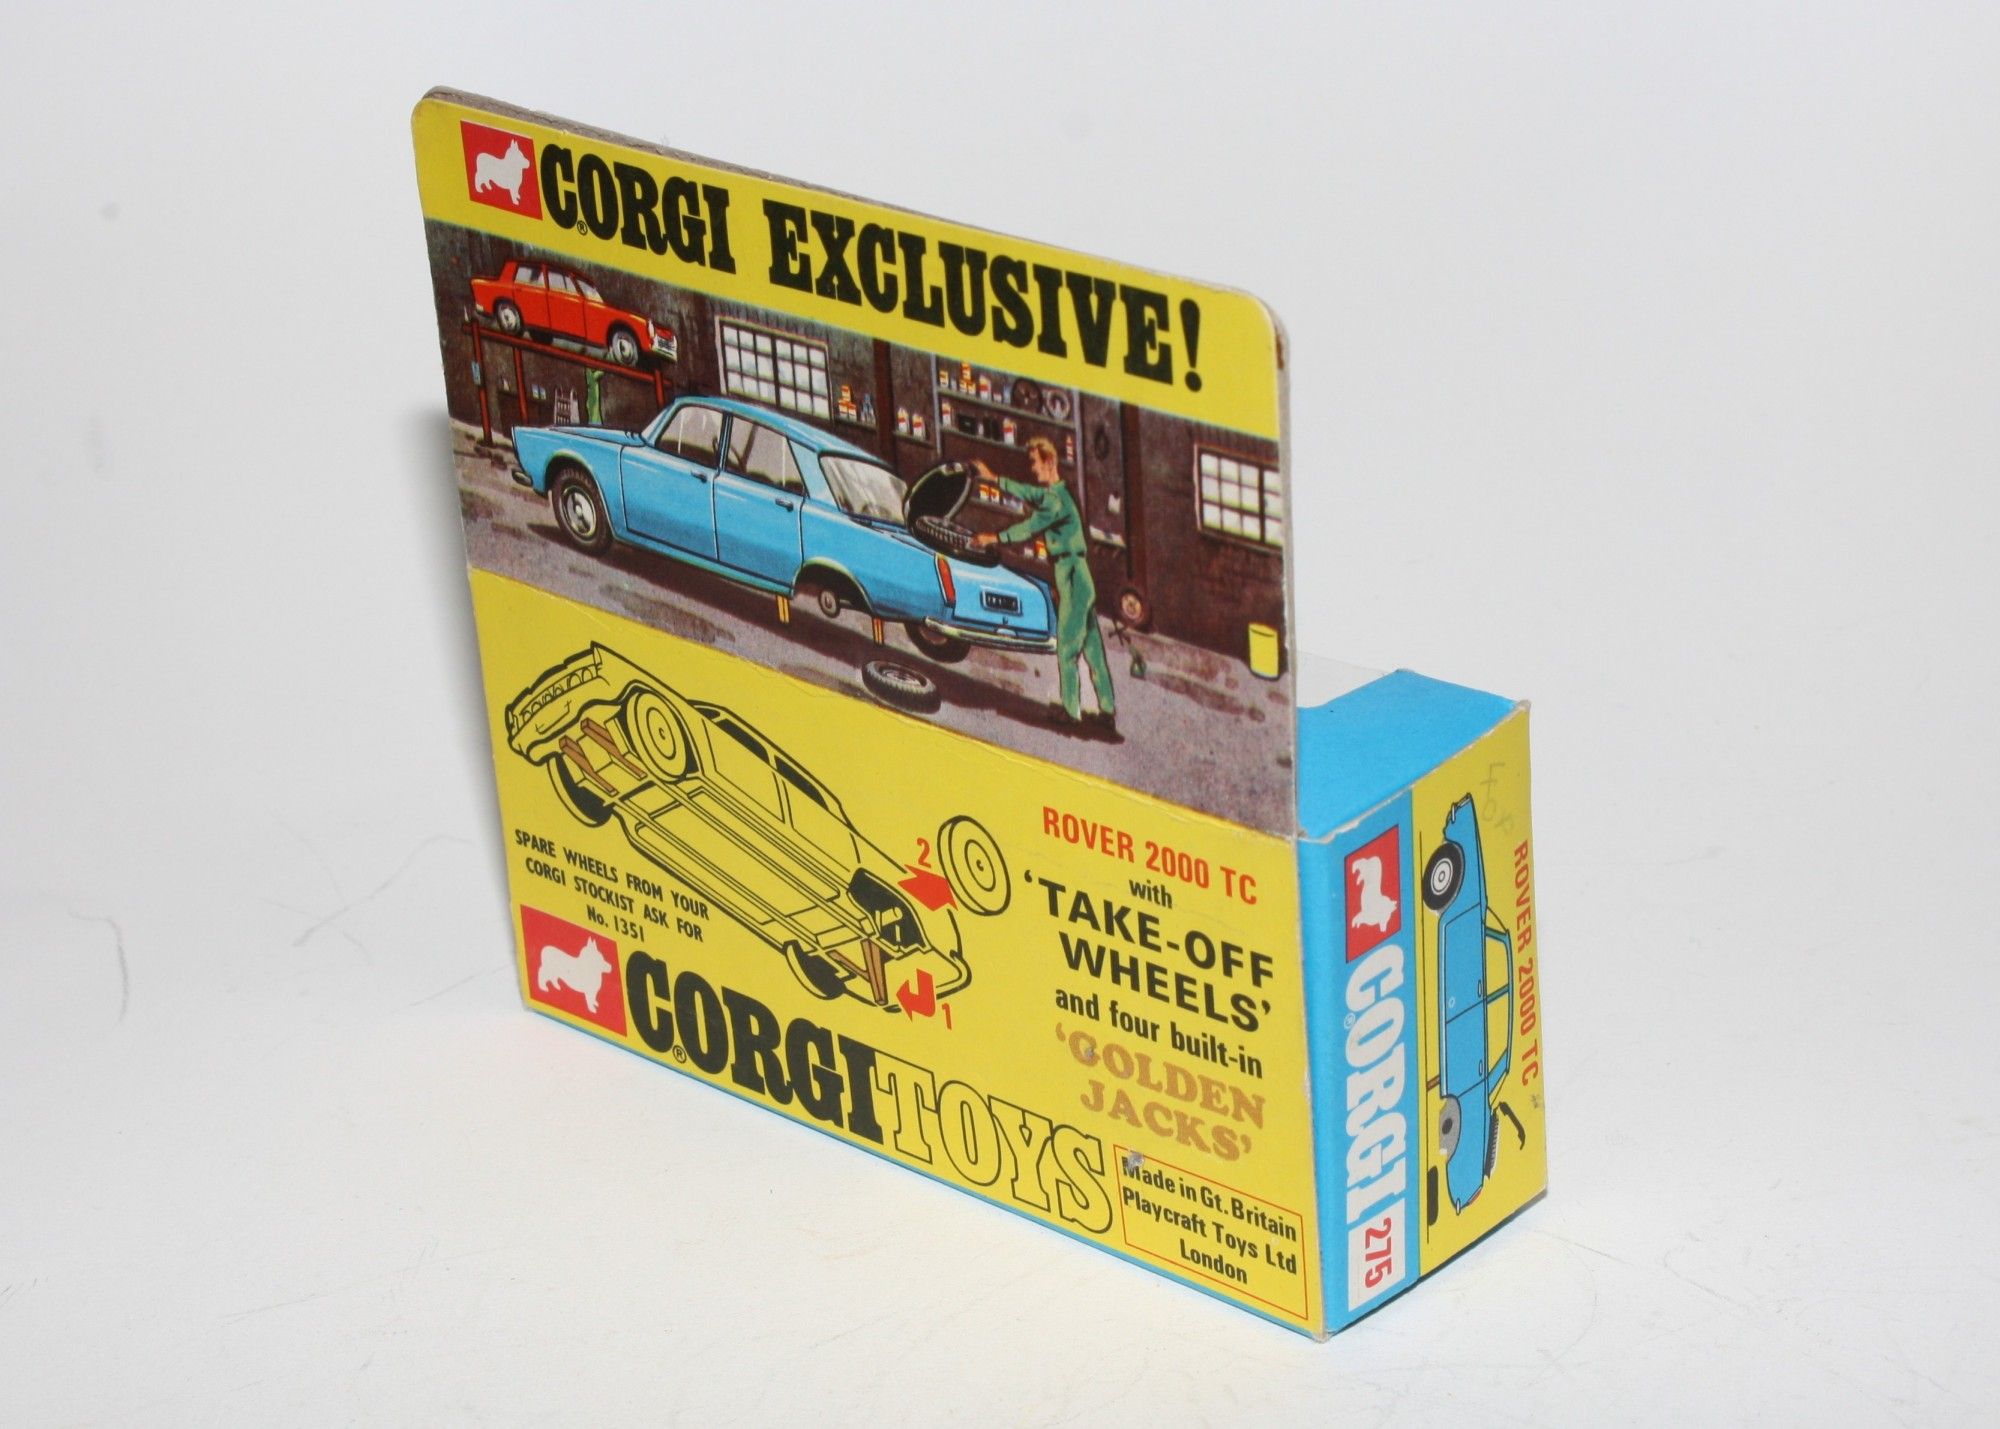 CORGI EXCLUSIVE!
SPARE WHEELS FROM YOUR
CORGI STOCKIST ASK FOR
No. 1351
2
1
ROVER 2000 TC
with
'TAKE-OFF
WHEELS'
and four built-in
'GOLDEN
JACKS'
CORGI TOYS
®
Made in Gt. Britain
Playcraft Toys Ltd
London
CORGI 275
®
ROVER 2000 TC